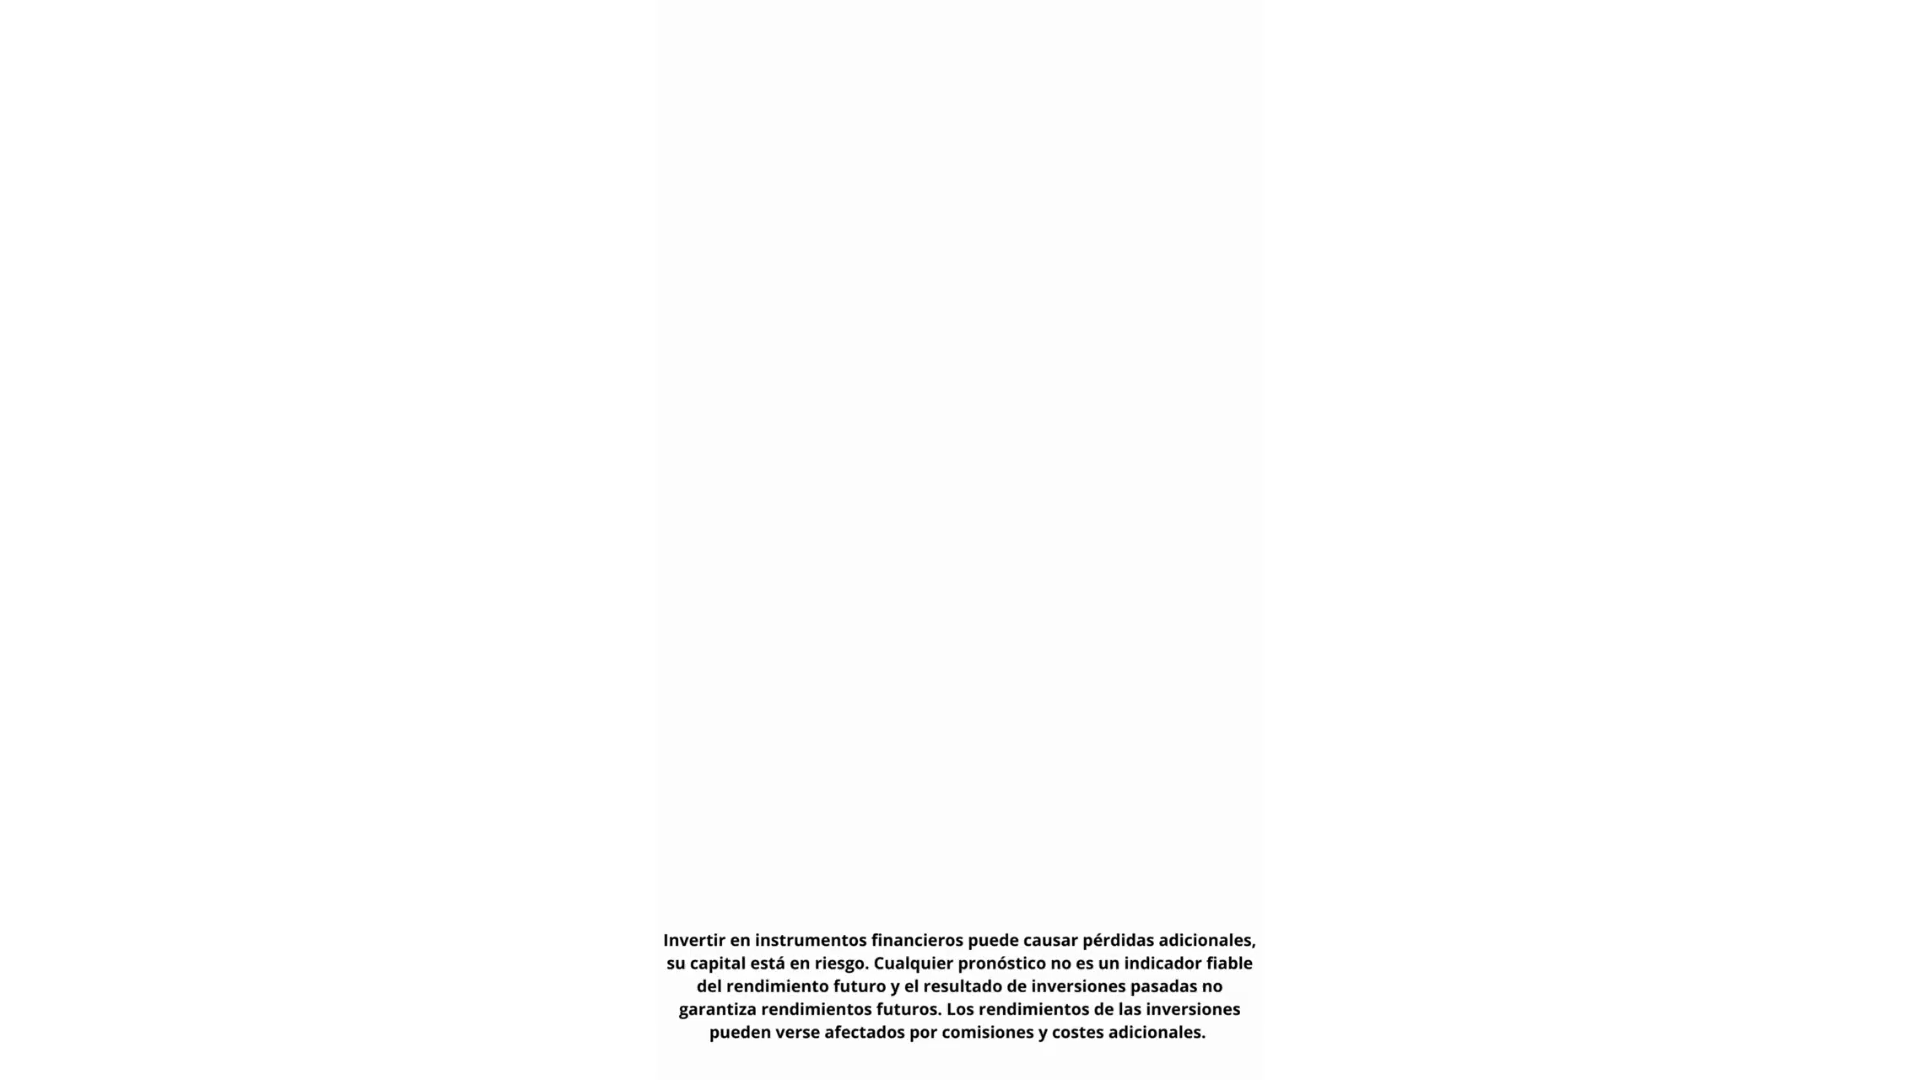 Invertir en instrumentos financieros puede causar pérdidas adicionales,
su capital está en riesgo. Cualquier pronóstico no es un indicador fiable
del rendimiento futuro y el resultado de inversiones pasadas no
garantiza rendimientos futuros. Los rendimientos de las inversiones
pueden verse afectados por comisiones y costes adicionales.